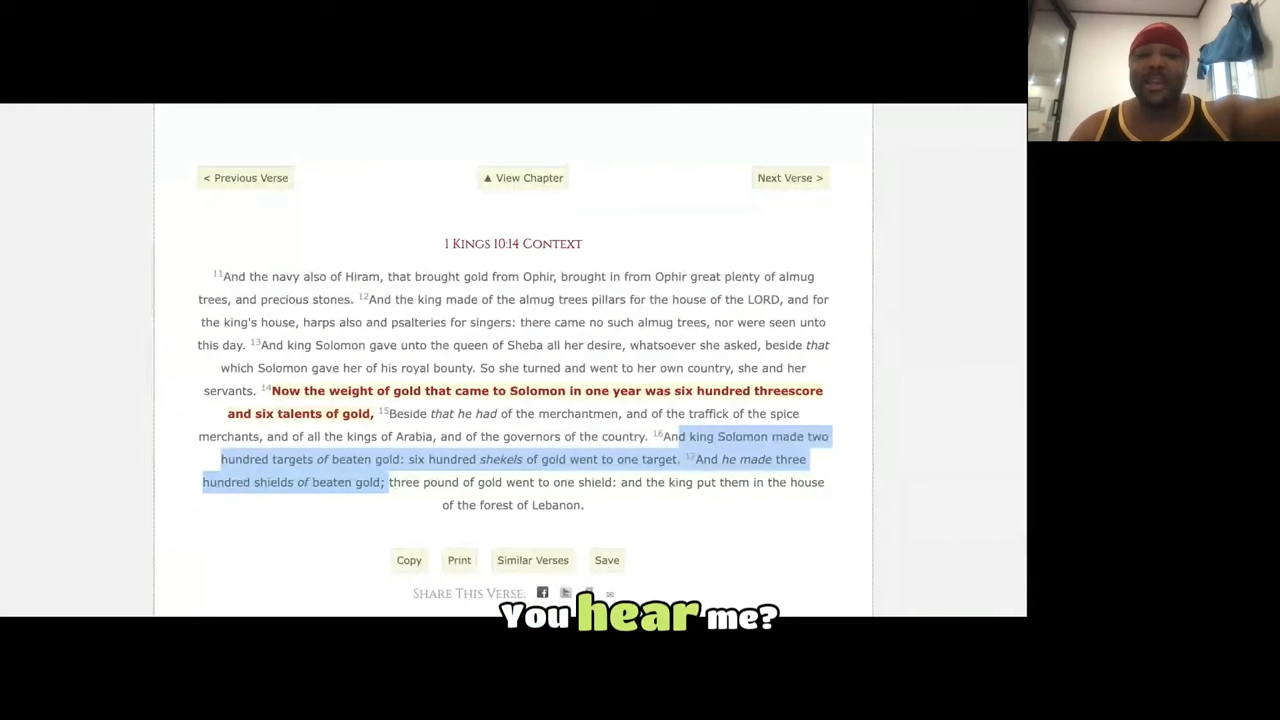 < Previous Verse
▲ View Chapter
Next Verse >
1 Kings 10:14 Context
11And the navy also of Hiram, that brought gold from Ophir, brought in from Ophir great plenty of almug
trees, and precious stones. 12And the king made of the almug trees pillars for the house of the LORD, and for
the king's house, harps also and psalteries for singers: there came no such almug trees, nor were seen unto
this day. 13And king Solomon gave unto the queen of Sheba all her desire, whatsoever she asked, beside that
which Solomon gave her of his royal bounty. So she turned and went to her own country, she and her
servants. 14Now the weight of gold that came to Solomon in one year was six hundred threescore
and six talents of gold, 15Beside that he had of the merchantmen, and of the traffick of the spice
merchants, and of all the kings of Arabia, and of the governors of the country. 16And king Solomon made two
hundred targets of beaten gold: six hundred shekels of gold went to one target. 17And he made three
hundred shields of beaten gold; three pound of gold went to one shield: and the king put them in the house
of the forest of Lebanon.
Copy
Print
Similar Verses
Save
Share This Verse:
You hear me?